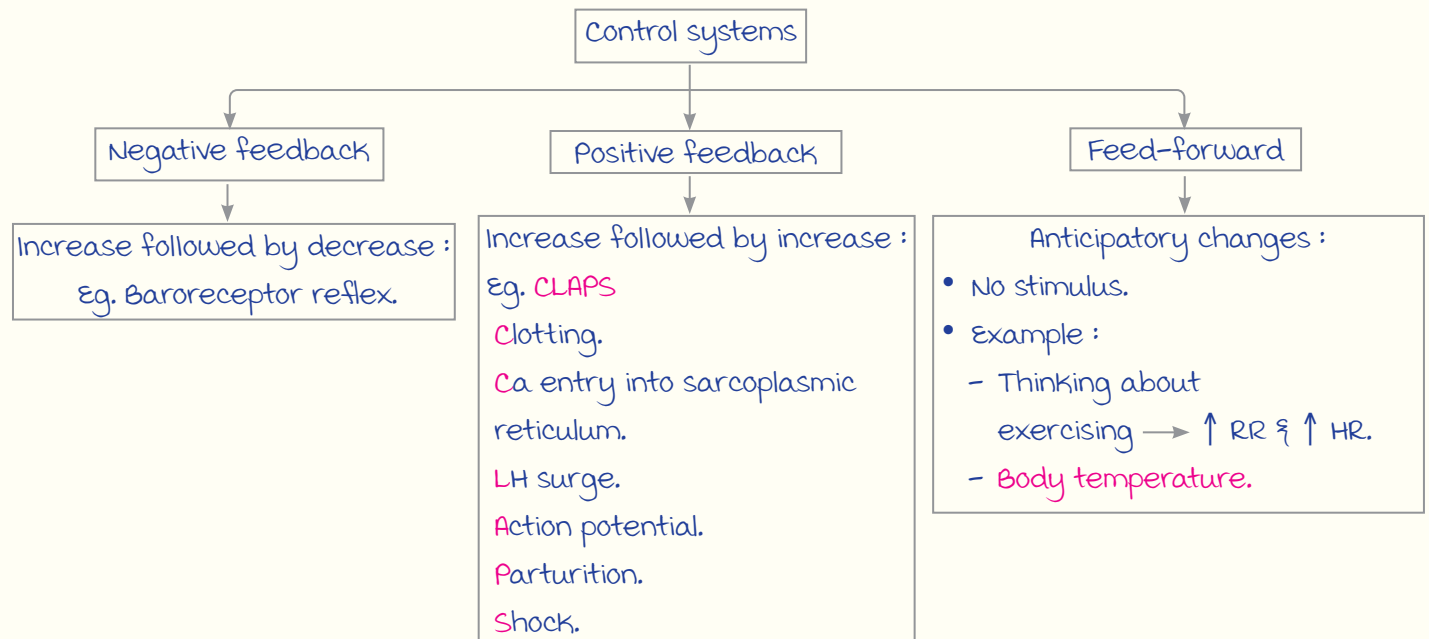 Control systems
Negative feedback
Increase followed by decrease :
Eg. Baroreceptor reflex.
Positive feedback
Increase followed by increase :
Eg. CLAPS
Clotting.
Ca entry into sarcoplasmic
reticulum.
LH surge.
Action potential.
Parturition.
Shock.
Feed-forward
Anticipatory changes :
• No stimulus.
• Example :
- Thinking about
exercising → ↑ RR & ↑ HR.
- Body temperature.